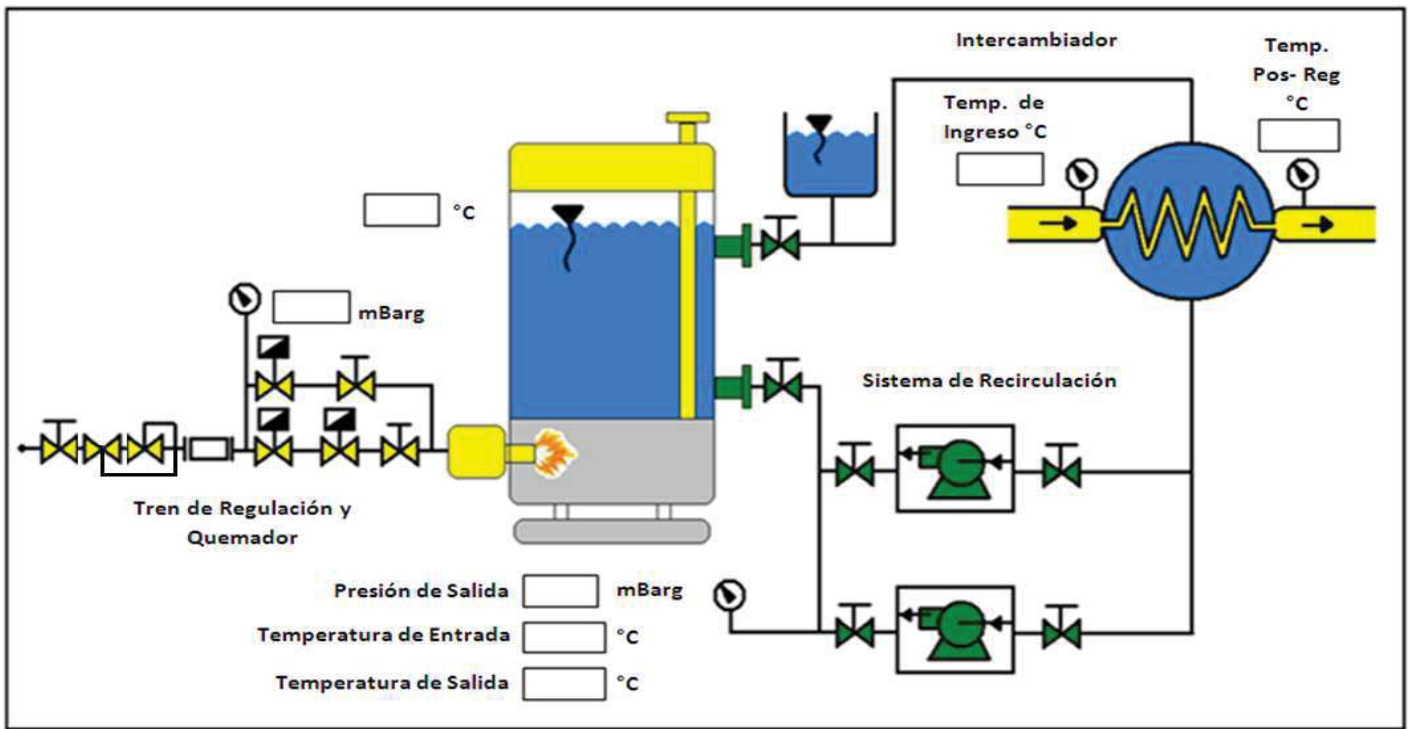 Intercambiador
Temp.
Pos- Reg
°C
Temp. de
Ingreso °C
°C
mBarg
Sistema de Recirculación
Tren de Regulación y
Quemador
Presión de Salida mBarg
Temperatura de Entrada °C
Temperatura de Salida °C